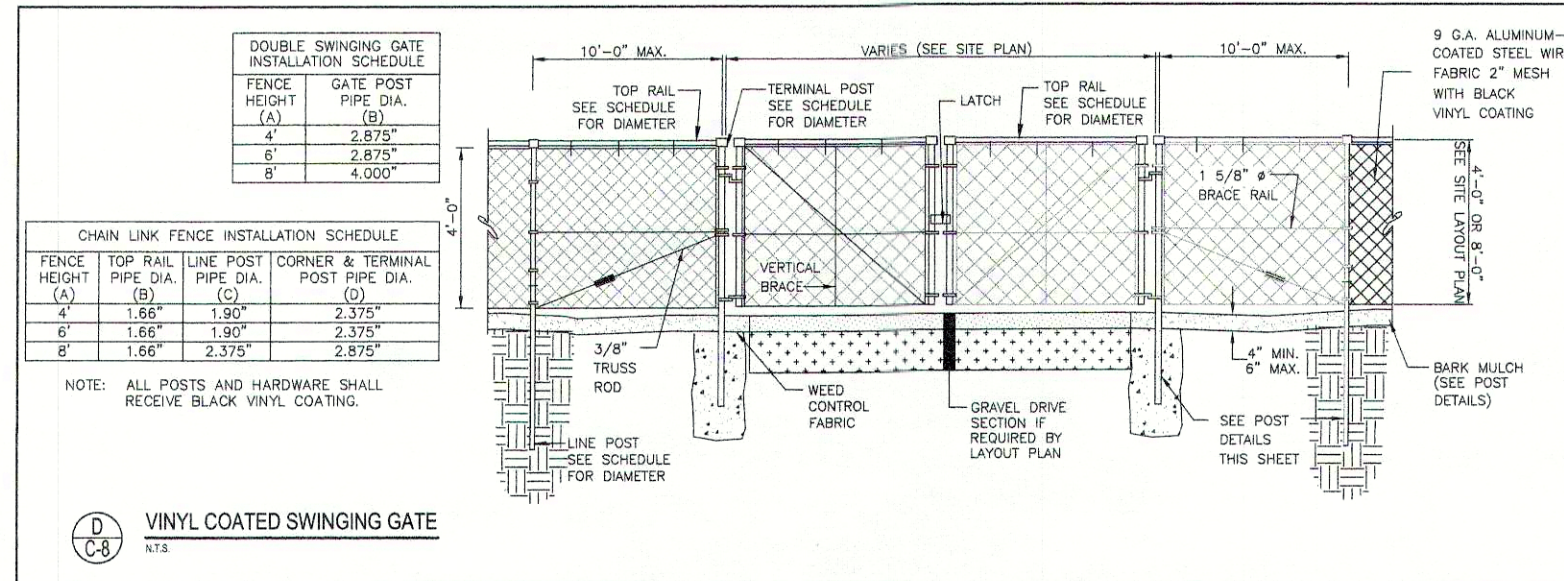 DOUBLE SWINGING GATE
INSTALLATION SCHEDULE
FENCE HEIGHT (A) GATE POST PIPE DIA. (B)
4' 2.875"
6' 2.875"
8' 4.000"
CHAIN LINK FENCE INSTALLATION SCHEDULE
FENCE HEIGHT (A) TOP RAIL PIPE DIA. (B) LINE POST PIPE DIA. (C) CORNER & TERMINAL POST PIPE DIA. (D)
4' 1.66" 1.90" 2.375"
6' 1.66" 1.90" 2.375"
8' 1.66" 2.375" 2.875"
NOTE: ALL POSTS AND HARDWARE SHALL
RECEIVE BLACK VINYL COATING.
10'-0" MAX.
VARIES (SEE SITE PLAN)
10'-0" MAX.
TOP RAIL
SEE SCHEDULE
FOR DIAMETER
TERMINAL POST
SEE SCHEDULE
FOR DIAMETER
LATCH
TOP RAIL
SEE SCHEDULE
FOR DIAMETER
9 G.A. ALUMINUM-
COATED STEEL WIR
FABRIC 2" MESH
WITH BLACK
VINYL COATING
4'-0"
1 5/8" ø
BRACE RAIL
4'-0" OR 8'-0"
SEE SITE LAYOUT PLAN
VERTICAL
BRACE
3/8"
TRUSS
ROD
WEED
CONTROL
FABRIC
GRAVEL DRIVE
SECTION IF
REQUIRED BY
LAYOUT PLAN
4" MIN.
6" MAX.
SEE POST
DETAILS
THIS SHEET
BARK MULCH
(SEE POST
DETAILS)
LINE POST
SEE SCHEDULE
FOR DIAMETER
D
C-8
VINYL COATED SWINGING GATE
N.T.S.